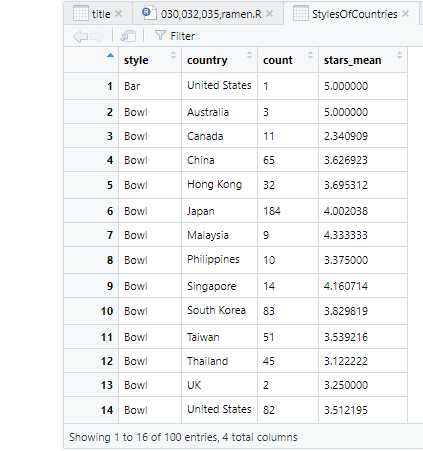 title × 030,032,035,ramen.R × StylesOfCountries ×
Filter
style country count stars_mean
1 Bar United States 1 5.000000
2 Bowl Australia 3 5.000000
3 Bowl Canada 11 2.340909
4 Bowl China 65 3.626923
5 Bowl Hong Kong 32 3.695312
6 Bowl Japan 184 4.002038
7 Bowl Malaysia 9 4.333333
8 Bowl Philippines 10 3.375000
9 Bowl Singapore 14 4.160714
10 Bowl South Korea 83 3.829819
11 Bowl Taiwan 51 3.539216
12 Bowl Thailand 45 3.122222
13 Bowl UK 2 3.250000
14 Bowl United States 82 3.512195
Showing 1 to 16 of 100 entries, 4 total columns